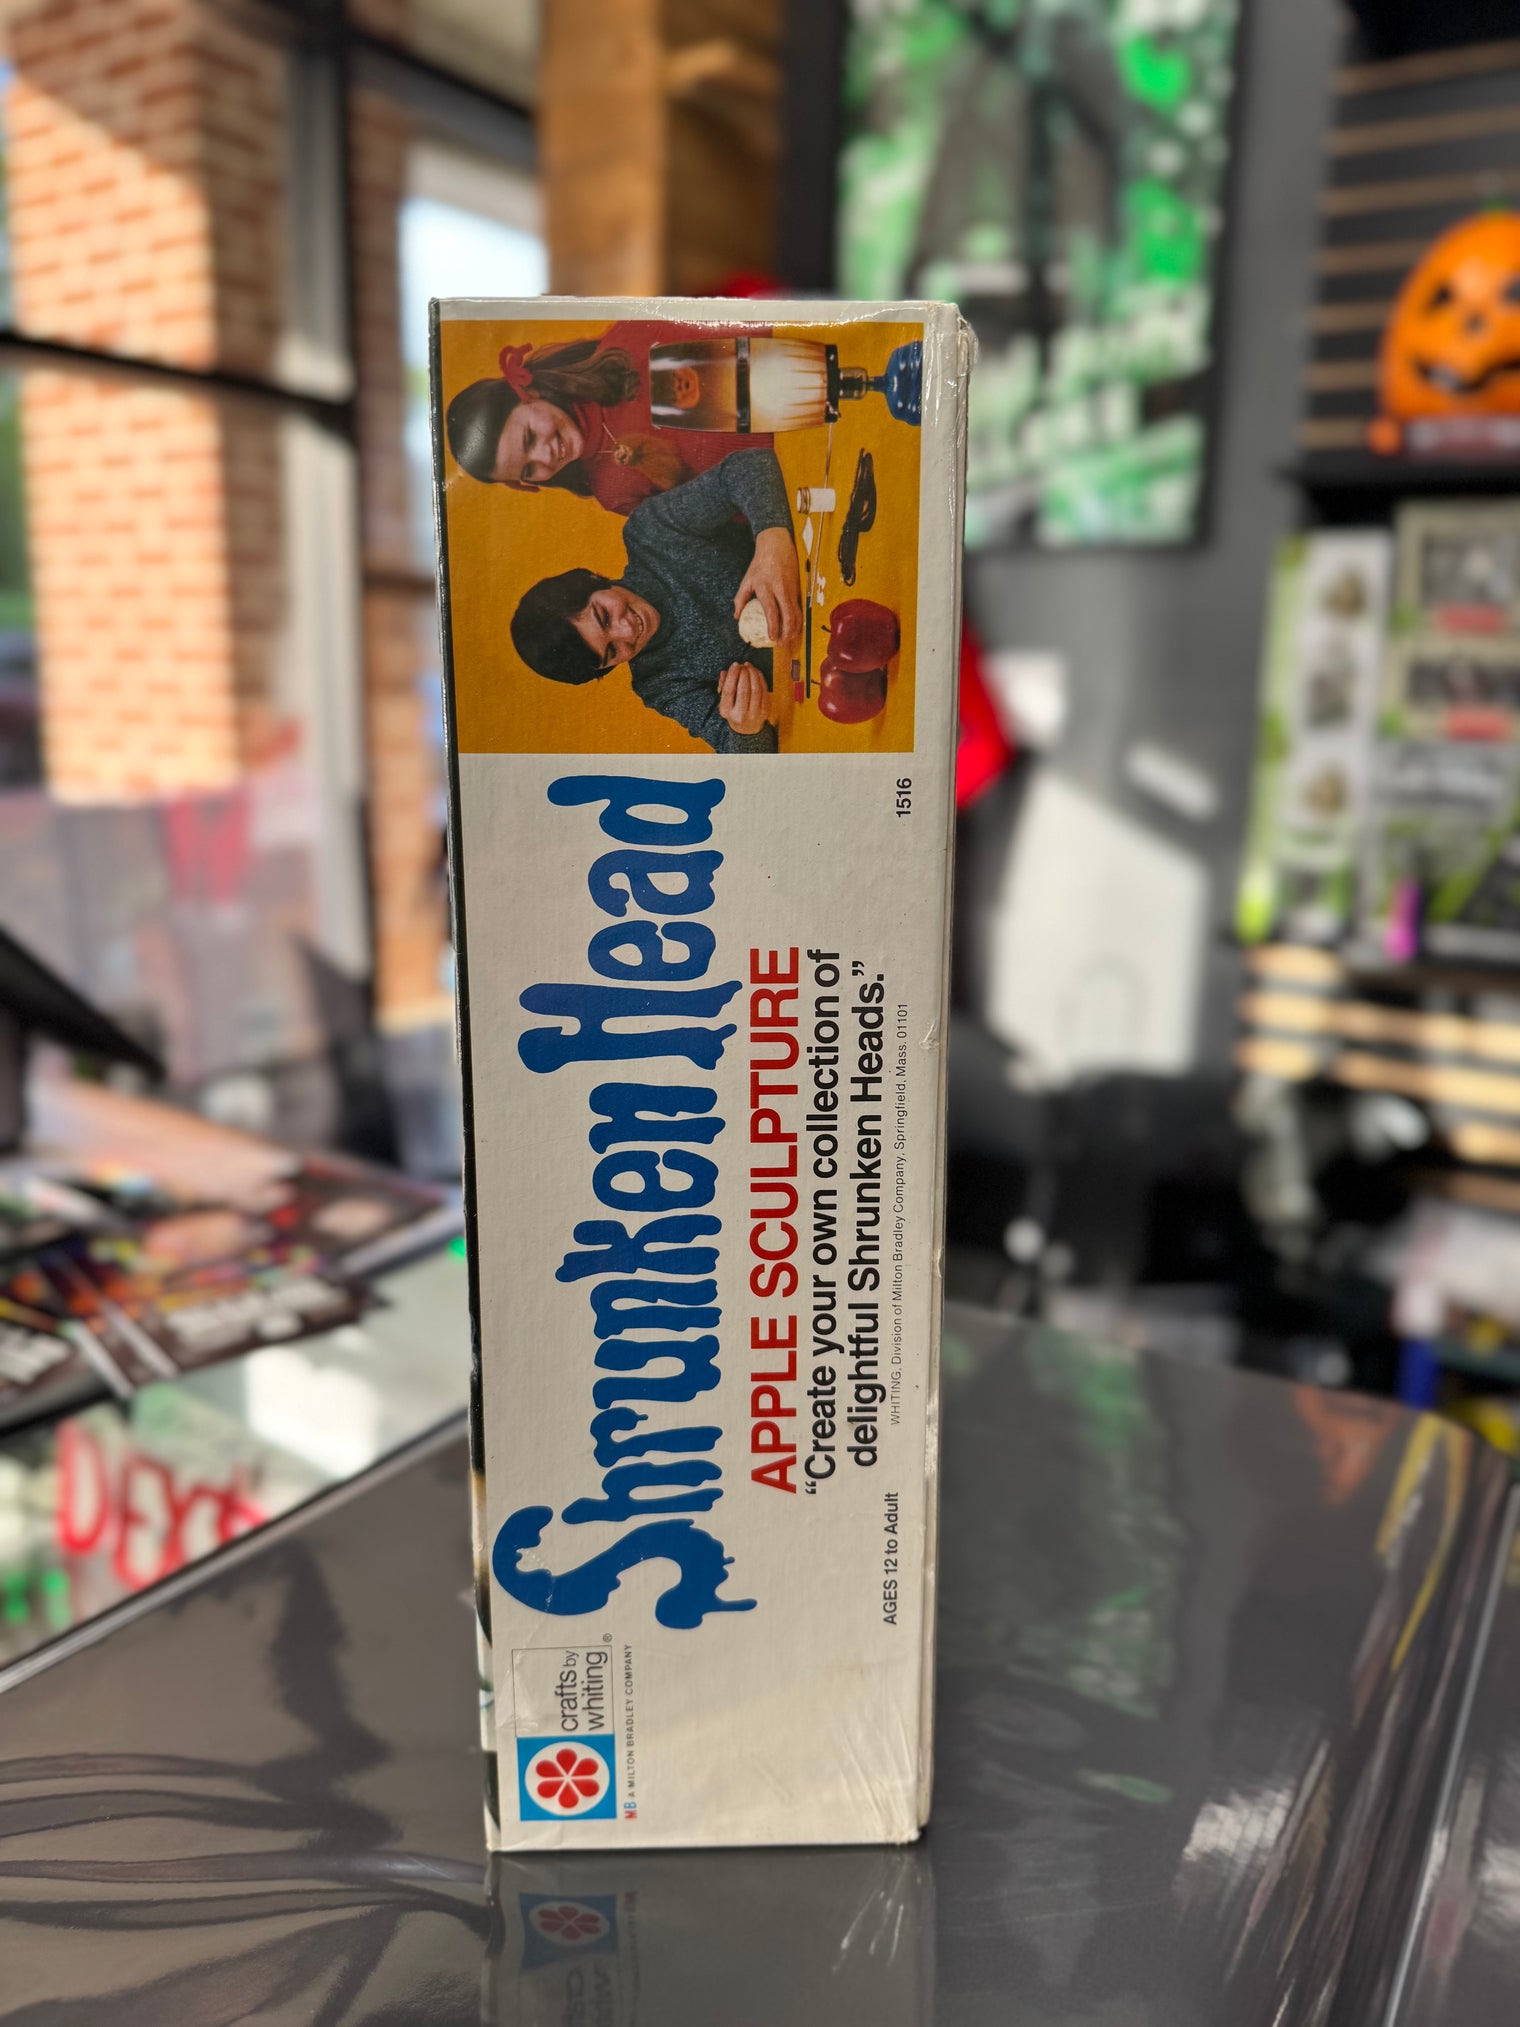 crafts by
whiting®
MB A MILTON BRADLEY COMPANY
Shrunken Head
APPLE SCULPTURE
“Create your own collection of
delightful Shrunken Heads.”
AGES 12 to Adult
WHITING, Division of Milton Bradley Company, Springfield, Mass. 01101
1516